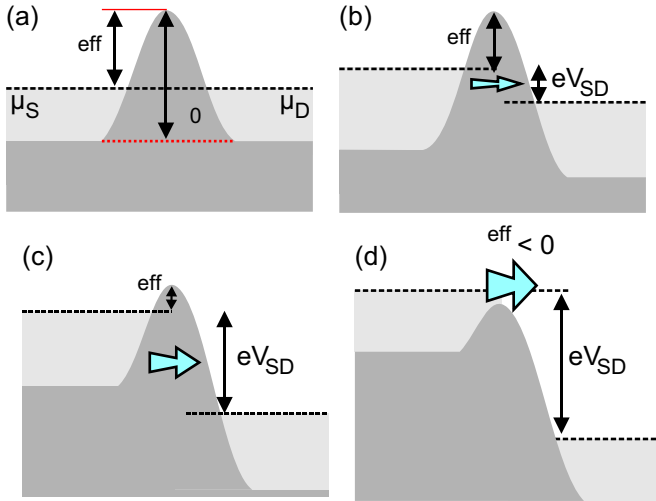 (a)
eff
0
μS
μD
(b)
eff
eVSD
(c)
eff
eVSD
(d)
eff < 0
eVSD